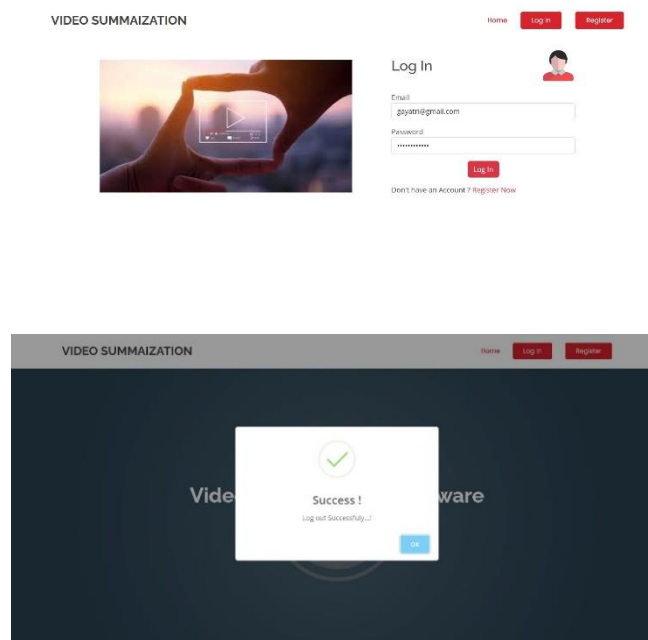 VIDEO SUMMAIZATION
Home
Log In
Register
Log In
Email
gayatri@gmail.com
Password
••••••••••••
Log In
Don't have an Account ? Register Now
VIDEO SUMMAIZATION
Home
Log In
Register
Vide ware
Success !
Log out Successfuly...!
OK